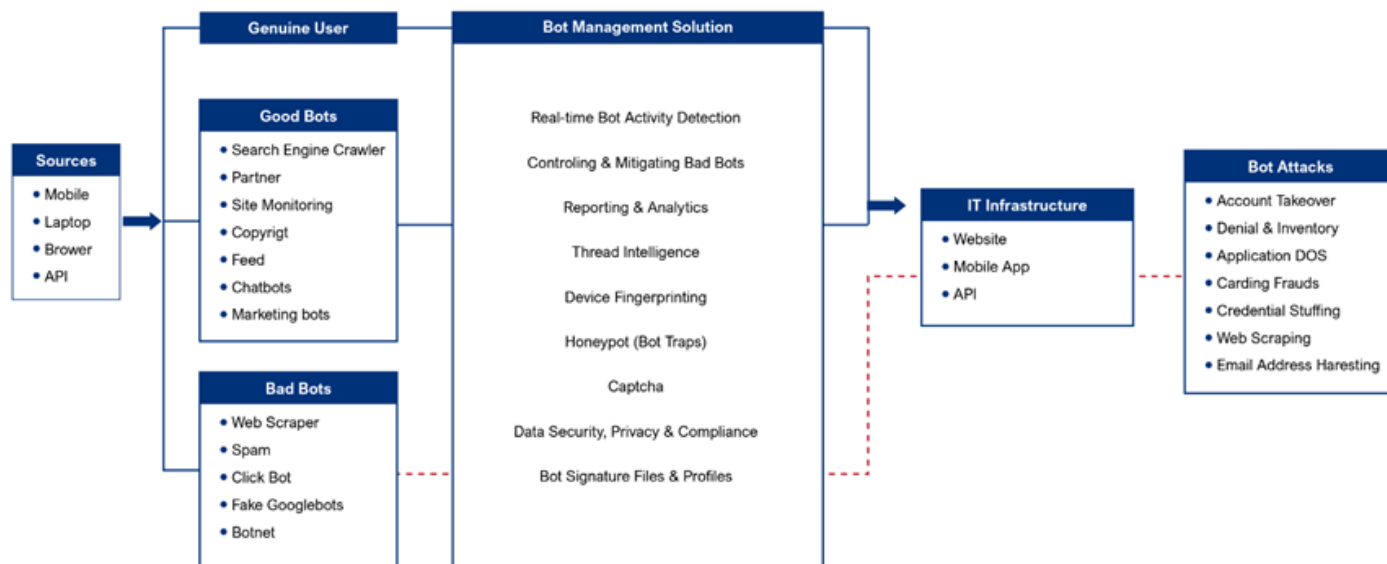 Sources
Mobile
Laptop
Brower
API
Genuine User
Good Bots
Search Engine Crawler
Partner
Site Monitoring
Copyrigt
Feed
Chatbots
Marketing bots
Bad Bots
Web Scraper
Spam
Click Bot
Fake Googlebots
Botnet
Bot Management Solution
Real-time Bot Activity Detection
Controling & Mitigating Bad Bots
Reporting & Analytics
Thread Intelligence
Device Fingerprinting
Honeypot (Bot Traps)
Captcha
Data Security, Privacy & Compliance
Bot Signature Files & Profiles
IT Infrastructure
Website
Mobile App
API
Bot Attacks
Account Takeover
Denial & Inventory
Application DOS
Carding Frauds
Credential Stuffing
Web Scraping
Email Address Haresting